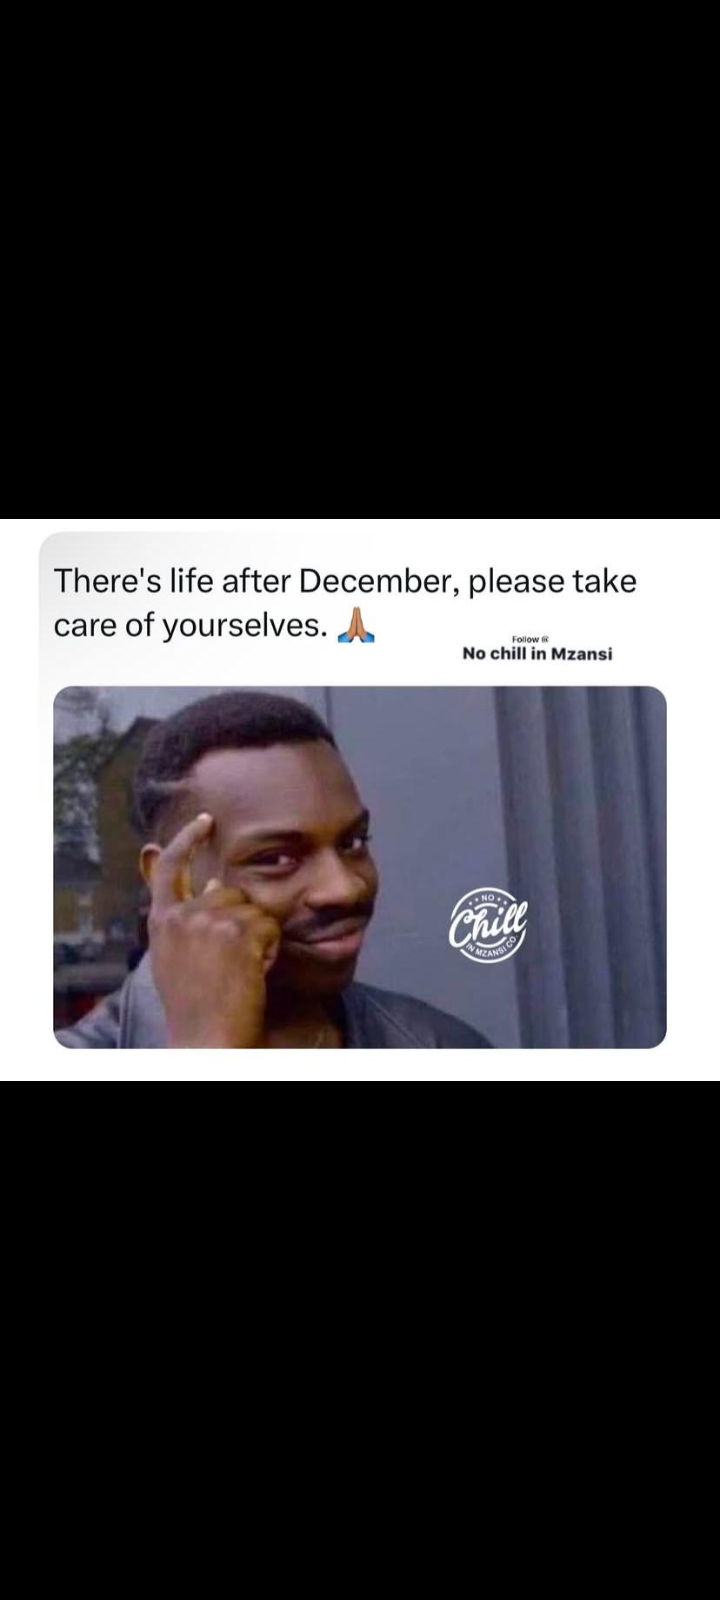 There's life after December, please take
care of yourselves. 🙏🏽
Follow @
No chill in Mzansi
NO
Chill
IN MZANSI CO